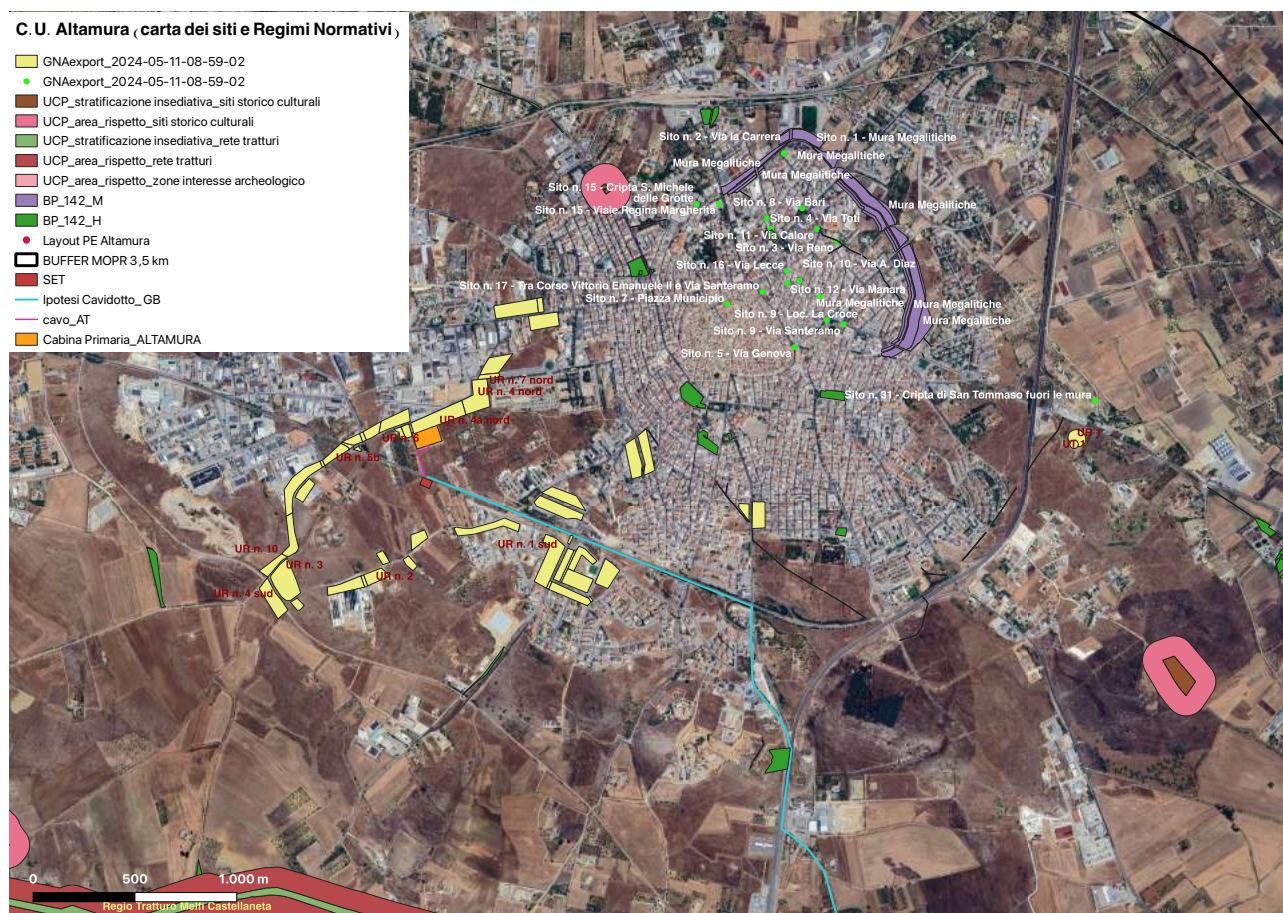 C.U. Altamura (carta dei siti e Regimi Normativi)
GNAexport_2024-05-11-08-59-02
GNAexport_2024-05-11-08-59-02
UCP_stratificazione insediativa_siti storico culturali
UCP_area_rispetto_siti storico culturali
UCP_stratificazione insediativa_rete tratturi
UCP_area_rispetto_rete tratturi
UCP_area_rispetto_zone interesse archeologico
BP_142_M
BP_142_H
Layout PE Altamura
BUFFER MOPR 3,5 km
SET
Ipotesi Cavidotto_GB
cavo_AT
Cabina Primaria_ALTAMURA
Sito n. 2 - Via la Carrera
Sito n. 1 - Mura Megalitiche
Mura Megalitiche
Mura Megalitiche
Mura Megalitiche
Sito n. 15 - Cripta S. Michele
delle Grotte
Sito n. 8 - Via Bari
Mura Megalitiche
Sito n. 15 - Viale Regina Margherita
Sito n. 4 - Via Toti
Sito n. 11 - Via Calore
Sito n. 3 - Via Reno
Sito n. 16 - Via Lecce
Sito n. 10 - Via A. Diaz
Sito n. 17 - Tra Corso Vittorio Emanuele II e Via Santeramo
Sito n. 12 - Via Manara
Sito n. 7 - Piazza Municipio
Mura Megalitiche
Mura Megalitiche
Sito n. 9 - Loc. La Croce
Mura Megalitiche
Sito n. 9 - Via Santeramo
Sito n. 5 - Via Genova
UR n. 7 nord
UR n. 4 nord
Sito n. 31 - Cripta di San Tommaso fuori le mura
UR n. 4a nord
UR n. 6
UR 1
UT 1
UR n. 5b
UR n. 1 sud
UR n. 10
UR n. 3
UR n. 2
UR n. 4 sud
0 500 1.000 m
Regio Tratturo Melfi Castellaneta